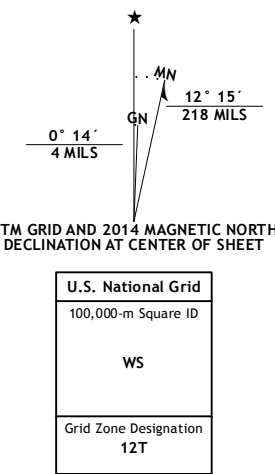 ★
MN
GN
12° 15´
218 MILS
0° 14´
4 MILS
TM GRID AND 2014 MAGNETIC NORTH
DECLINATION AT CENTER OF SHEET
U.S. National Grid
100,000-m Square ID
WS
Grid Zone Designation
12T